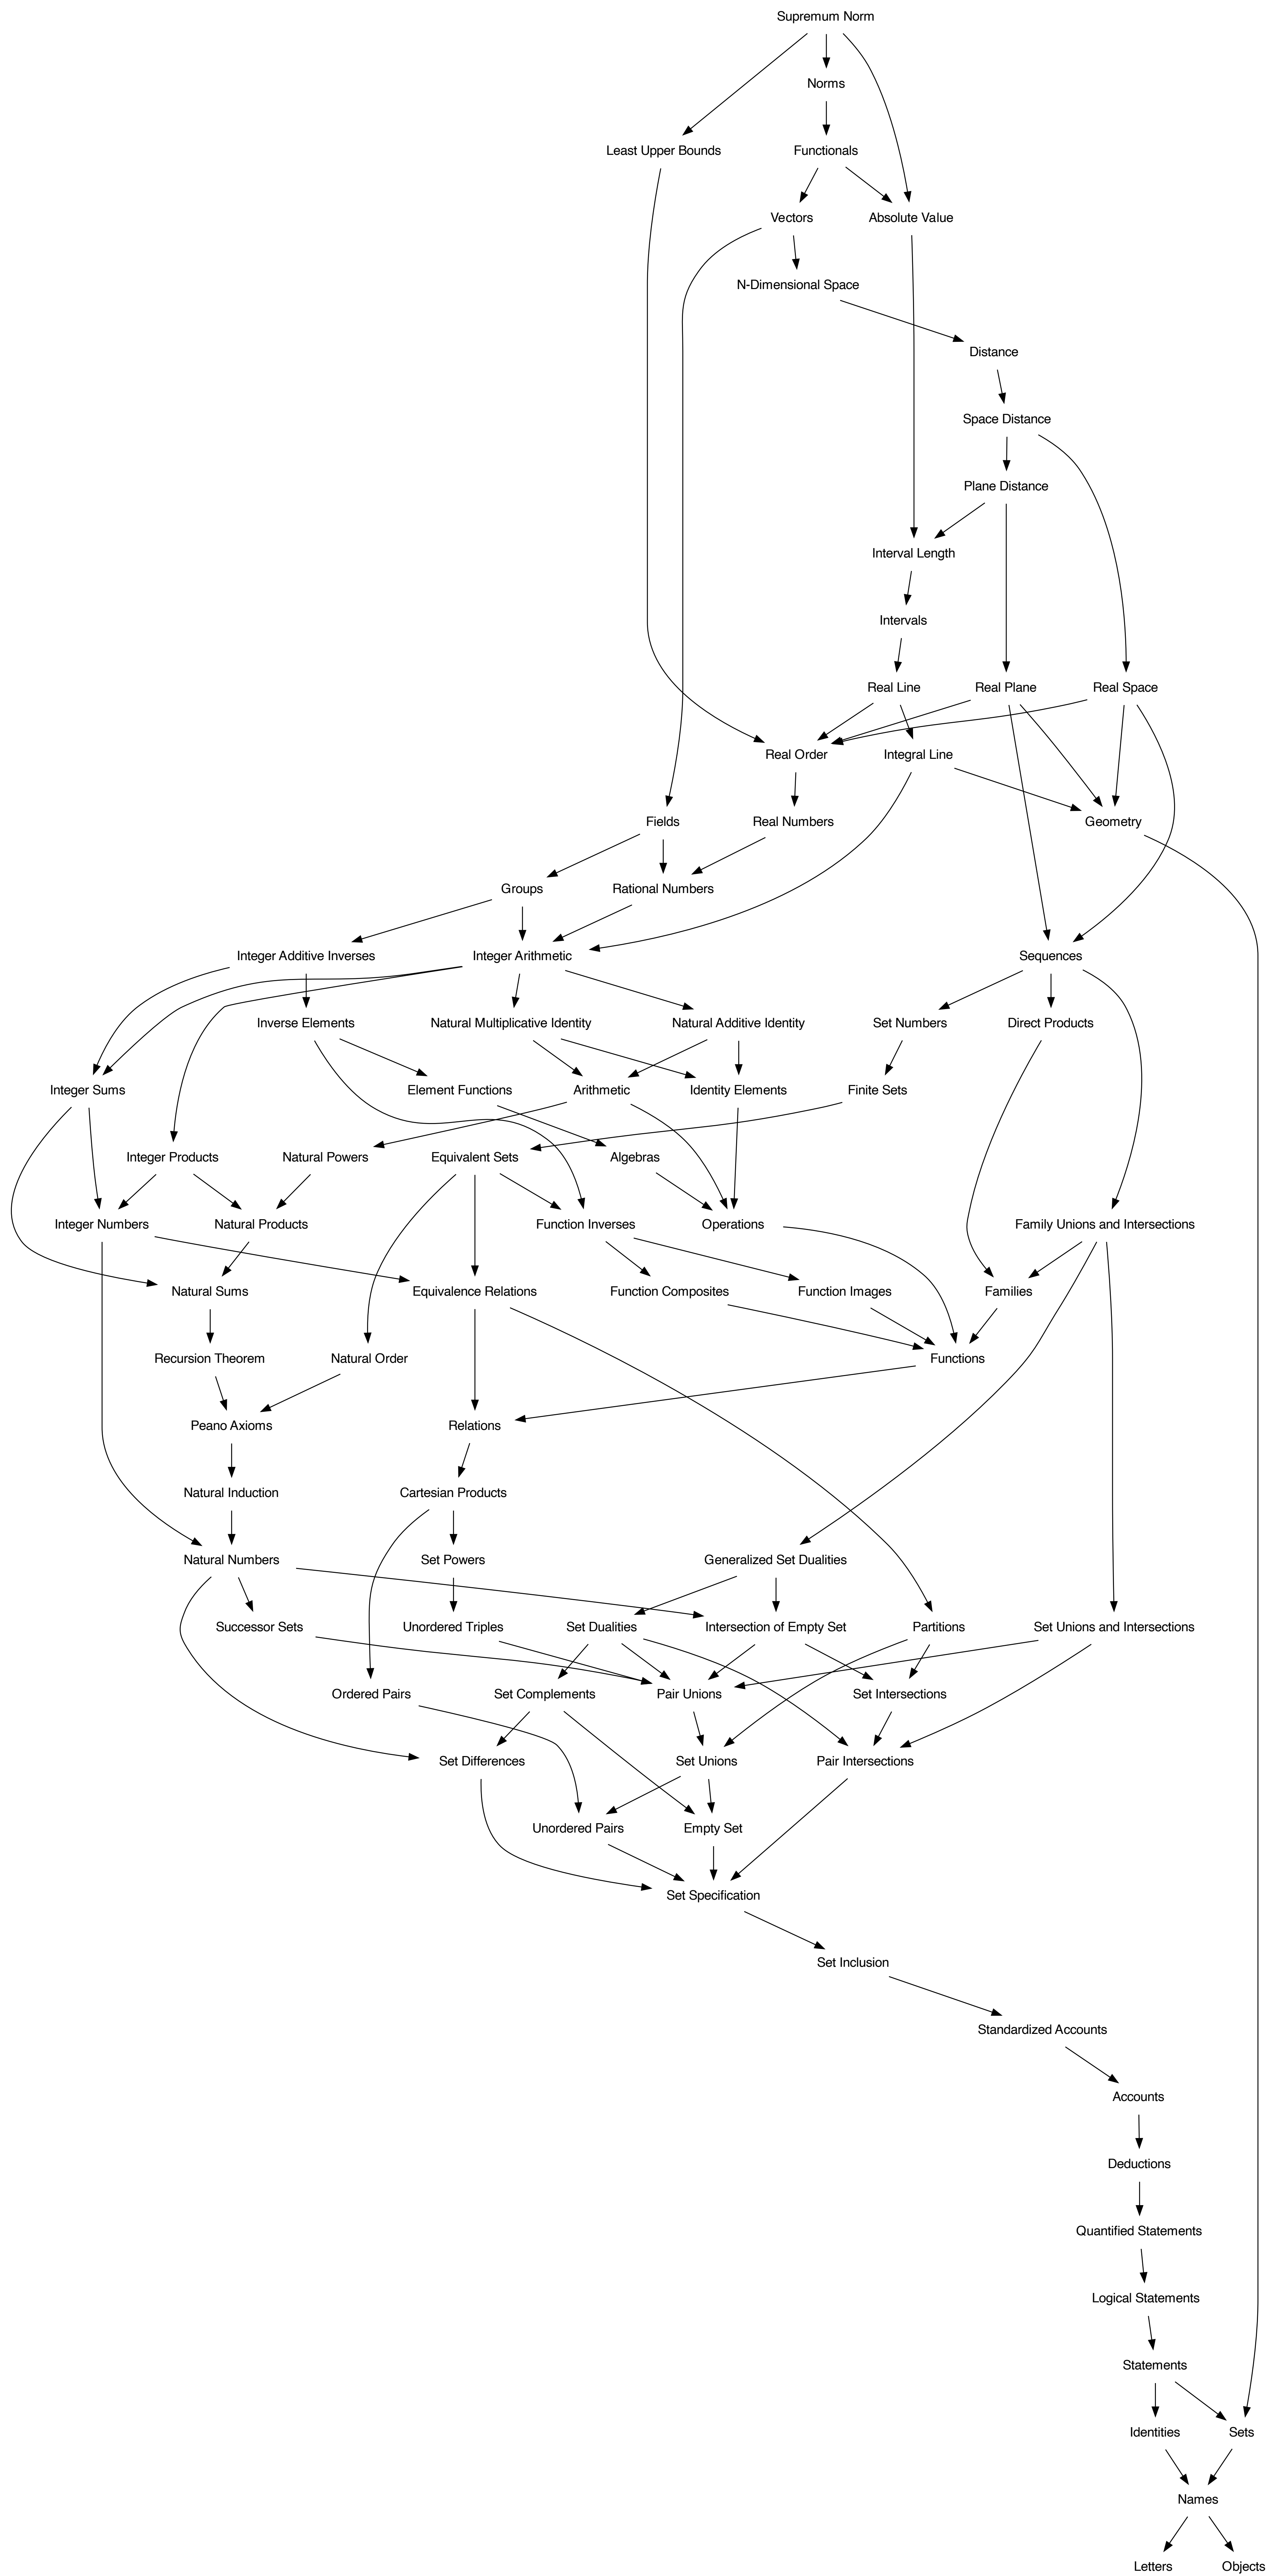 Supremum Norm
Norms
Least Upper Bounds
Functionals
Vectors
Absolute Value
N-Dimensional Space
Distance
Space Distance
Plane Distance
Interval Length
Intervals
Real Line
Real Plane
Real Space
Real Order
Integral Line
Fields
Real Numbers
Geometry
Groups
Rational Numbers
Integer Additive Inverses
Integer Arithmetic
Sequences
Inverse Elements
Natural Multiplicative Identity
Natural Additive Identity
Set Numbers
Direct Products
Integer Sums
Element Functions
Arithmetic
Identity Elements
Finite Sets
Integer Products
Natural Powers
Equivalent Sets
Algebras
Integer Numbers
Natural Products
Function Inverses
Operations
Family Unions and Intersections
Natural Sums
Equivalence Relations
Function Composites
Function Images
Families
Recursion Theorem
Natural Order
Functions
Peano Axioms
Relations
Natural Induction
Cartesian Products
Natural Numbers
Set Powers
Generalized Set Dualities
Successor Sets
Unordered Triples
Set Dualities
Intersection of Empty Set
Partitions
Set Unions and Intersections
Ordered Pairs
Set Complements
Pair Unions
Set Intersections
Set Differences
Set Unions
Pair Intersections
Unordered Pairs
Empty Set
Set Specification
Set Inclusion
Standardized Accounts
Accounts
Deductions
Quantified Statements
Logical Statements
Statements
Identities
Sets
Names
Letters
Objects